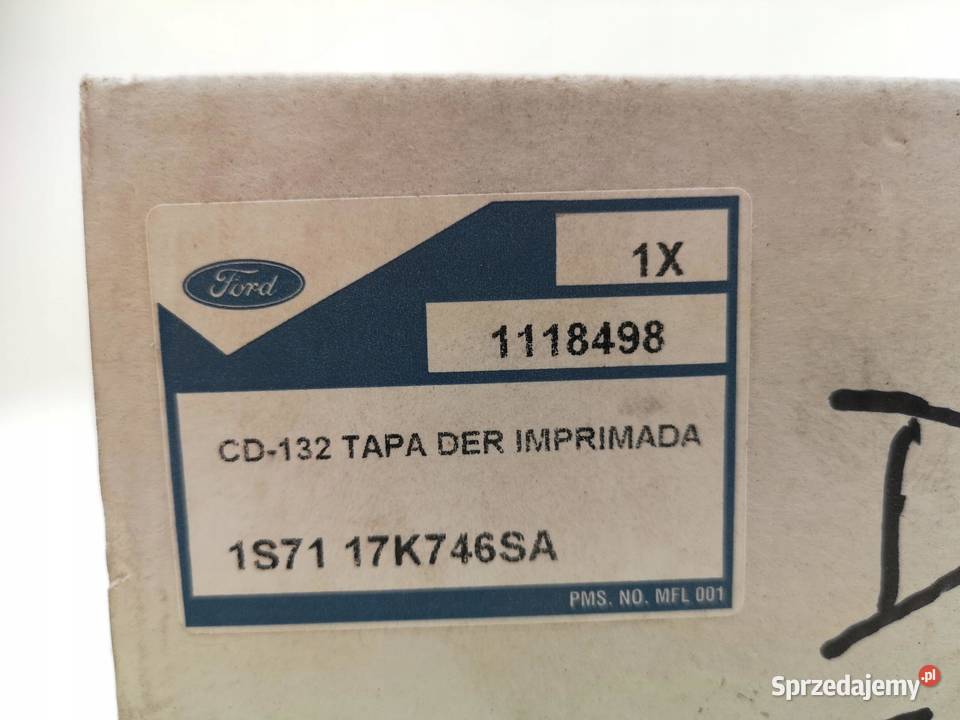 Ford
1X
1118498
CD-132 TAPA DER IMPRIMADA
1S71 17K746SA
PMS. NO. MFL 001
Sprzedajemy.pl